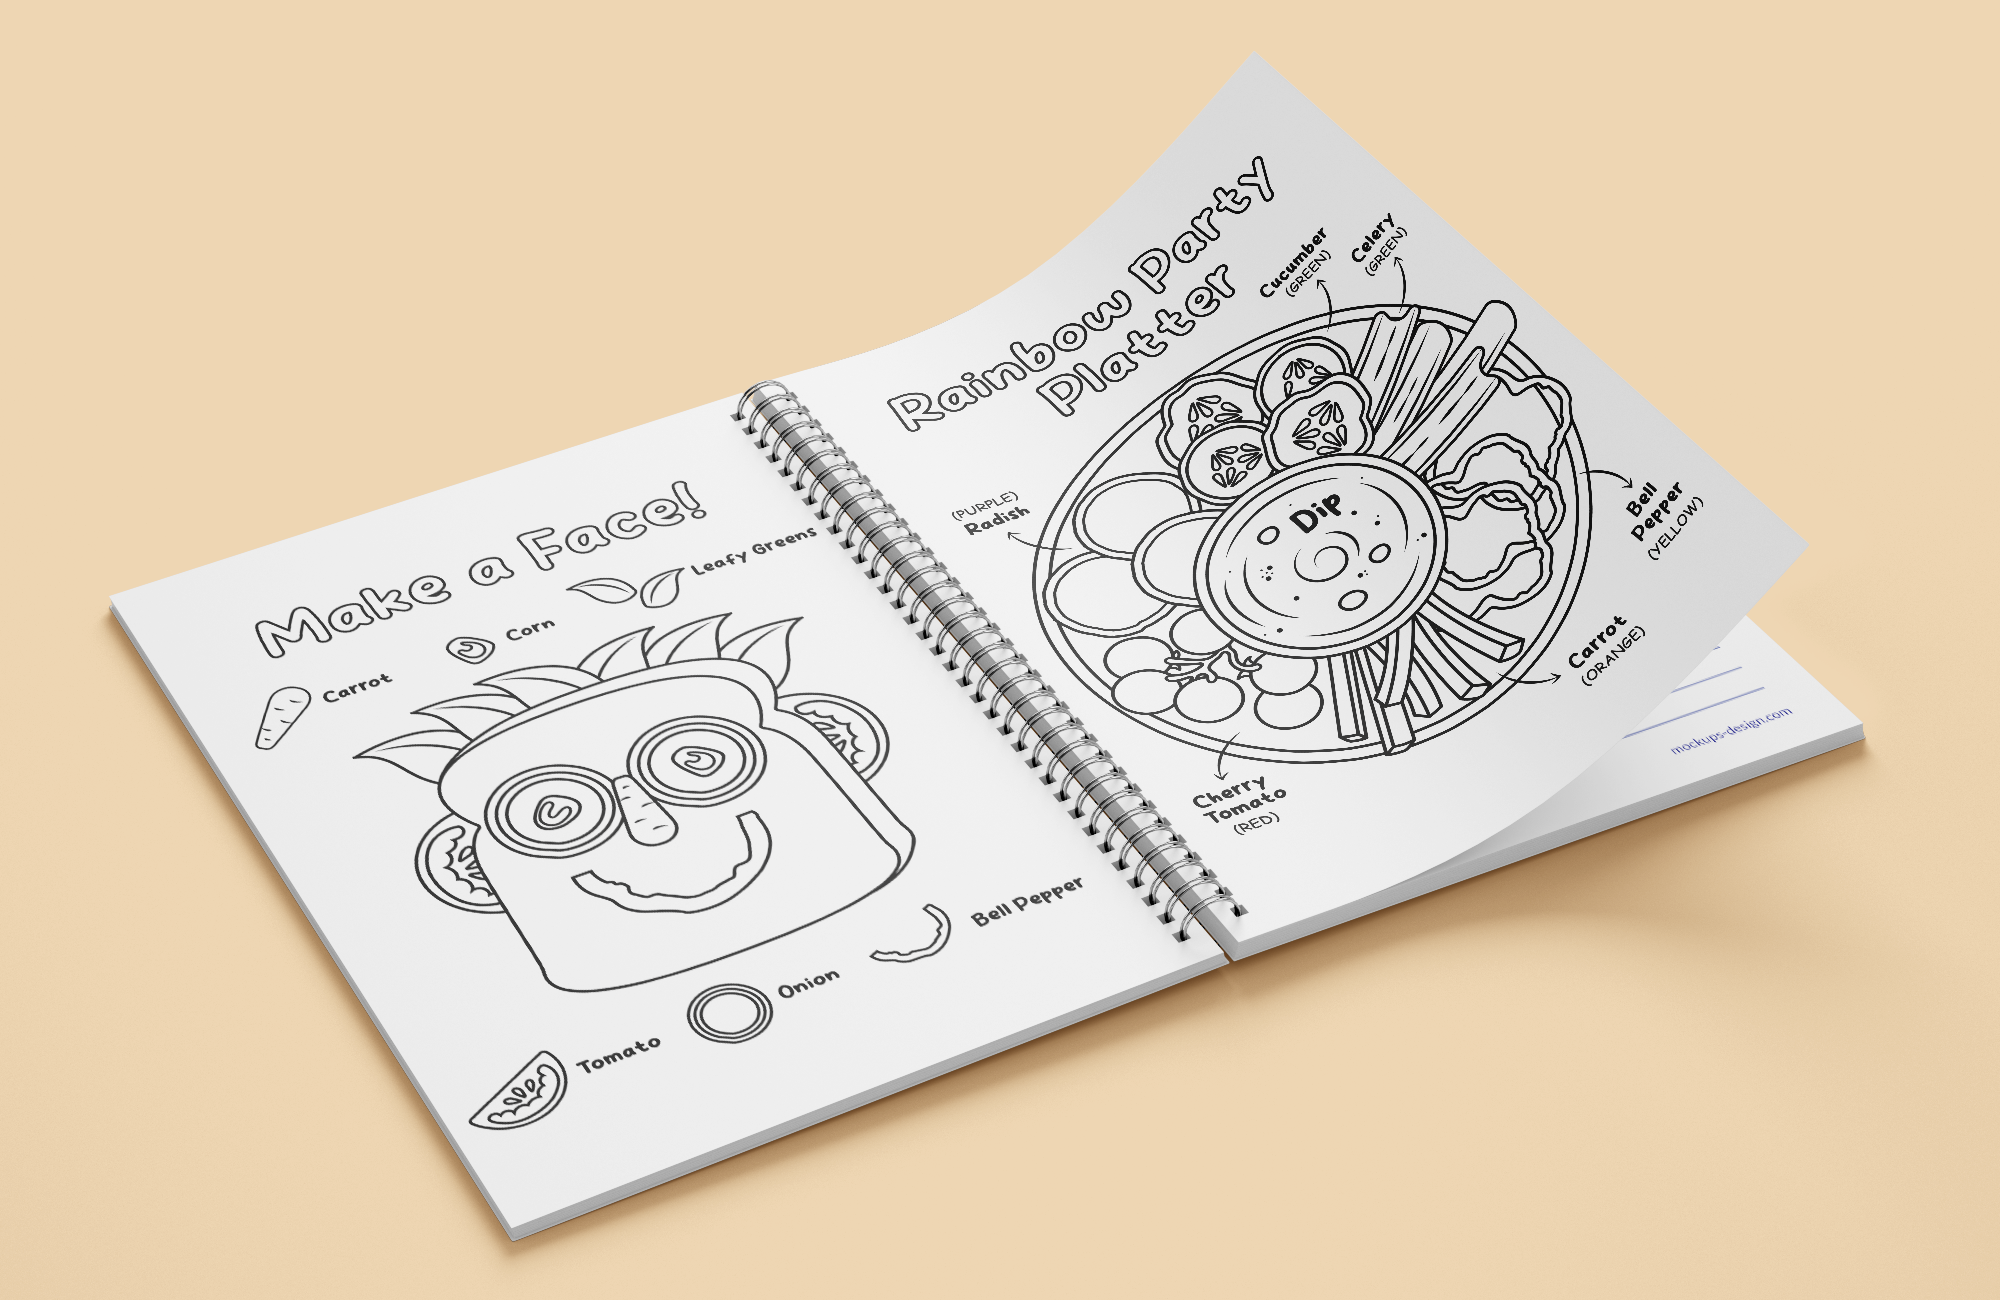 Make a Face!
Leafy Greens
Corn
Carrot
Bell Pepper
Onion
Tomato
Rainbow Party
Platter
Cucumber
(GREEN)
Celery
(GREEN)
(PURPLE)
Radish
Dip
Bell
Pepper
(YELLOW)
Carrot
(ORANGE)
Cherry
Tomato
(RED)
mockups-design.com